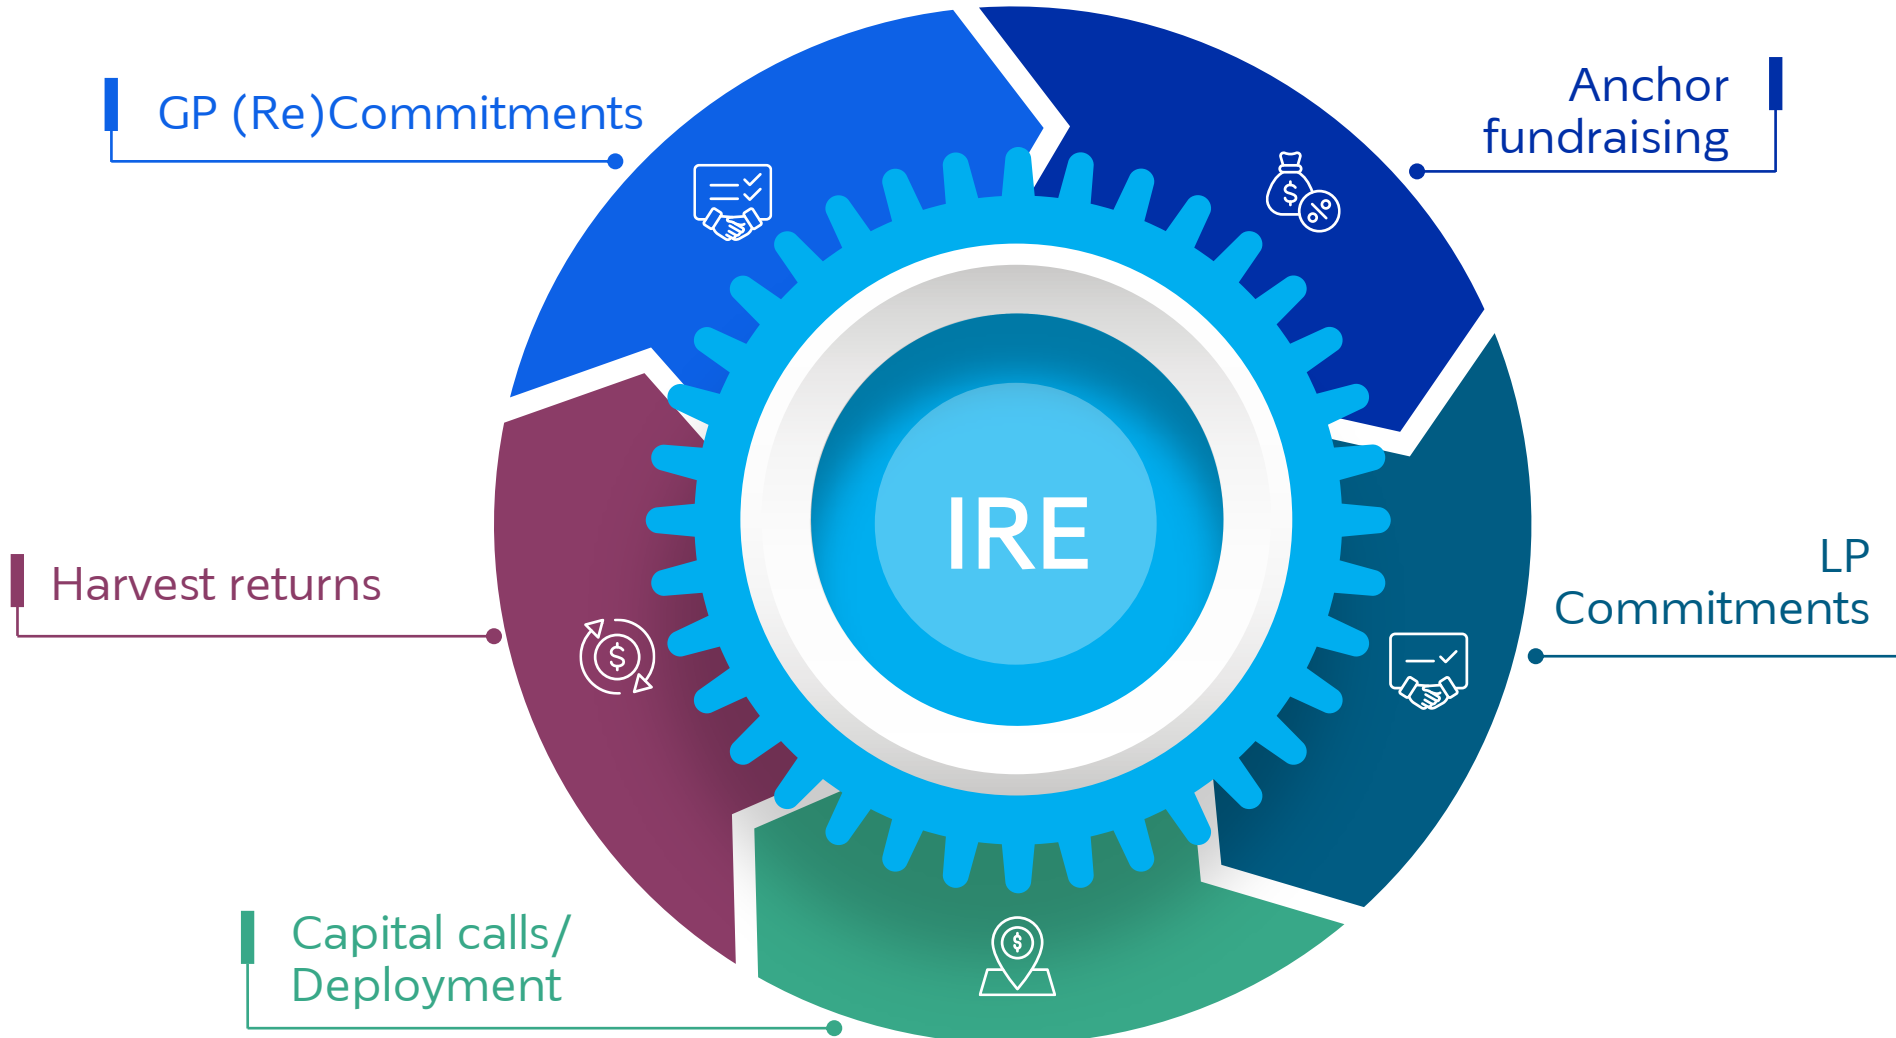 GP (Re)Commitments
Anchor
fundraising
IRE
Harvest returns
LP
Commitments
Capital calls/
Deployment
$
%
$
$
$